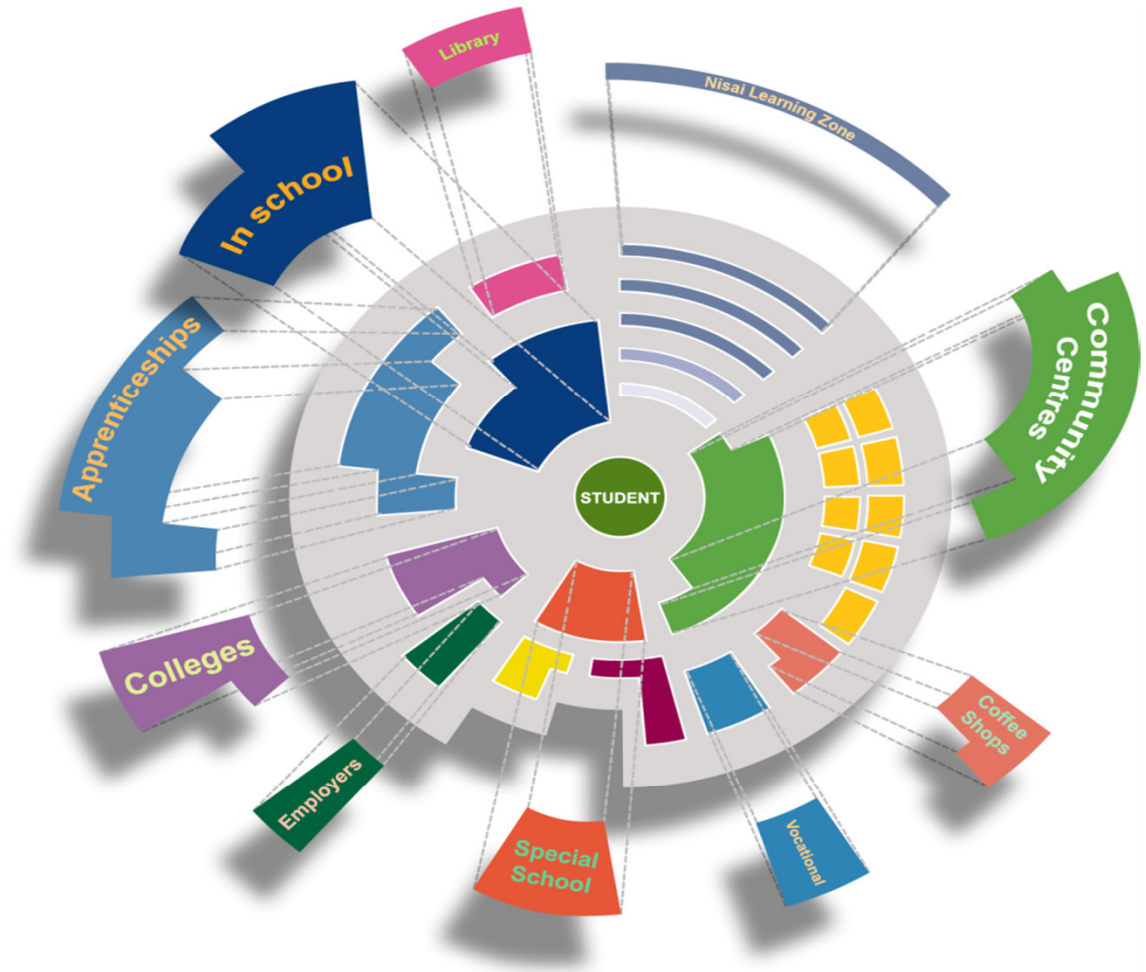 Library
Nisai Learning Zone
In school
Apprenticeships
Community
Centres
STUDENT
Colleges
Coffee
Shops
Employers
Special
School
Vocational